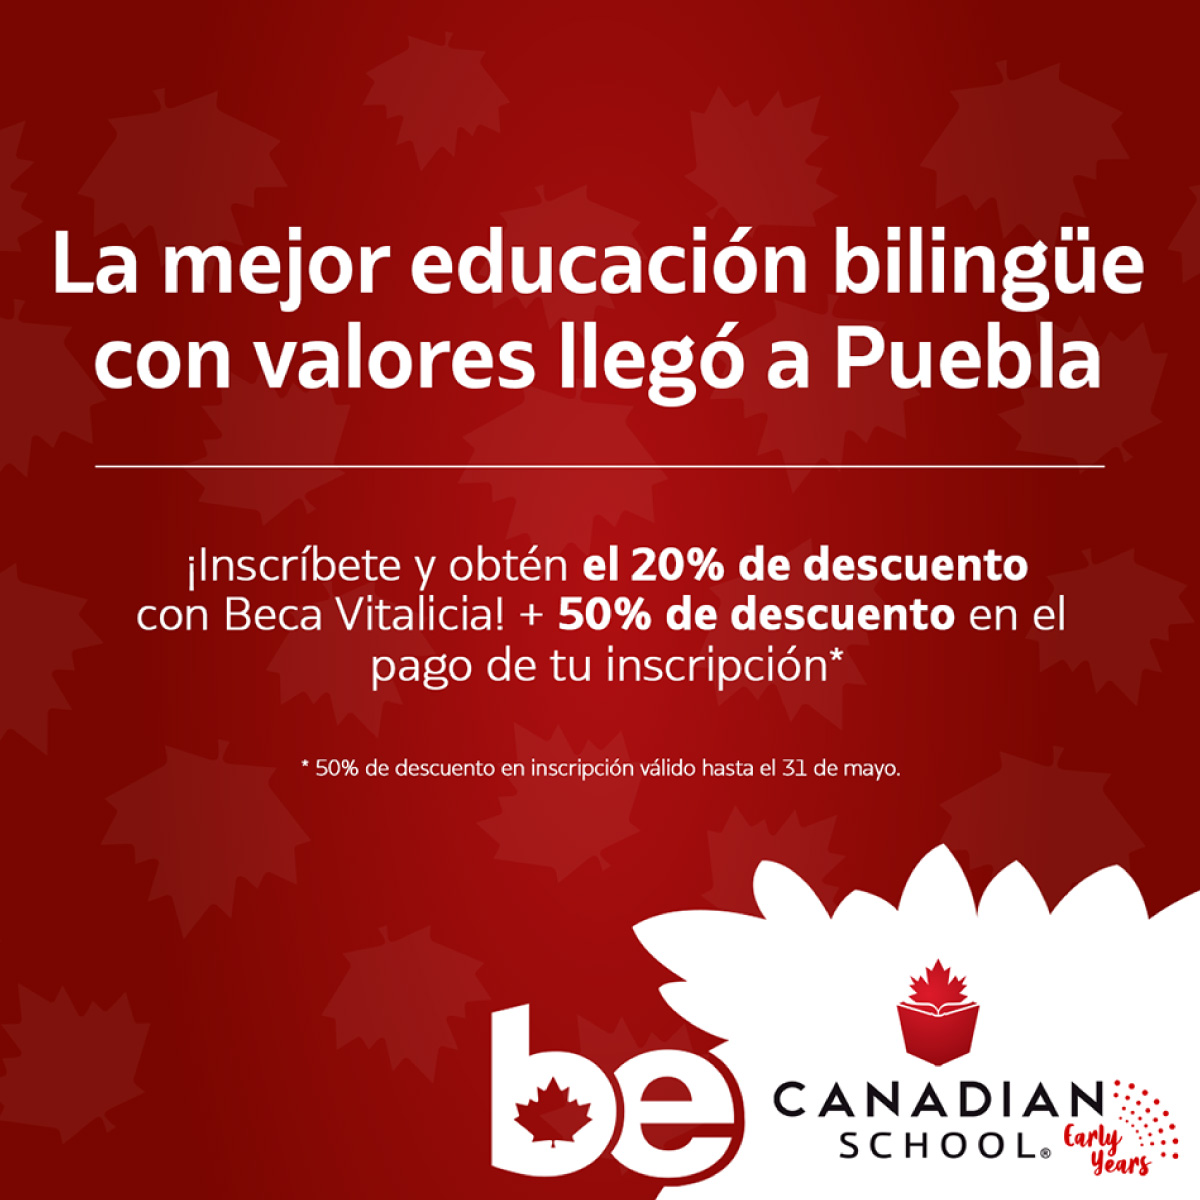 La mejor educación bilingüe
con valores llegó a Puebla
¡Inscríbete y obtén el 20% de descuento
con Beca Vitalicia! + 50% de descuento en el
pago de tu inscripción*
* 50% de descuento en inscripción válido hasta el 31 de mayo.
be
CANADIAN
SCHOOL®
Early
Years